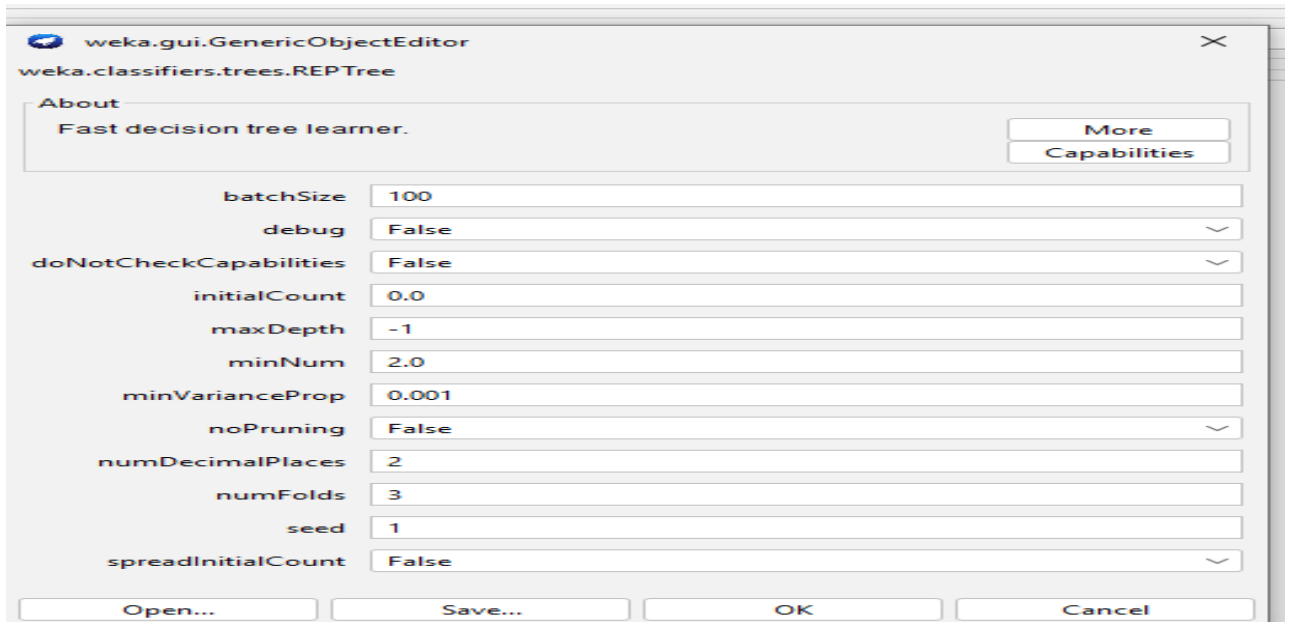 weka.gui.GenericObjectEditor
weka.classifiers.trees.REPTree
About
Fast decision tree learner.
More
Capabilities
batchSize 100
debug False
doNotCheckCapabilities False
initialCount 0.0
maxDepth -1
minNum 2.0
minVarianceProp 0.001
noPruning False
numDecimalPlaces 2
numFolds 3
seed 1
spreadInitialCount False
Open... Save... OK Cancel